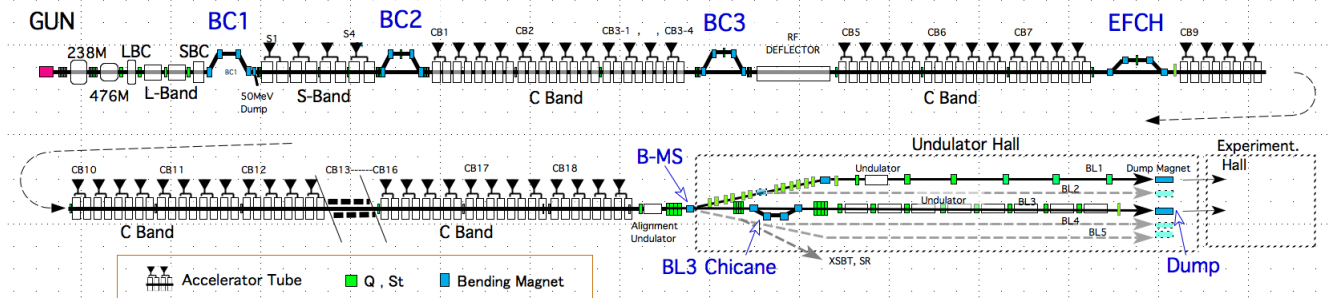 GUN
BC1
BC2
BC3
EFCH
238M
LBC
SBC
S1
S4
CB1
CB2
CB3-1 , , CB3-4
RF
DEFLECTOR
CB5
CB6
CB7
CB9
BC1
476M
L-Band
50MeV
Dump
S-Band
C Band
C Band
CB10
CB11
CB12
CB13------CB16
CB17
CB18
B-MS
Undulator Hall
Experiment.
Hall
Undulator
BL1
Dump Magnet
BL2
Undulator
BL3
BL4
BL5
C Band
C Band
Alignment
Undulator
BL3 Chicane
XSBT, SR
Dump
Accelerator Tube
Q , St
Bending Magnet